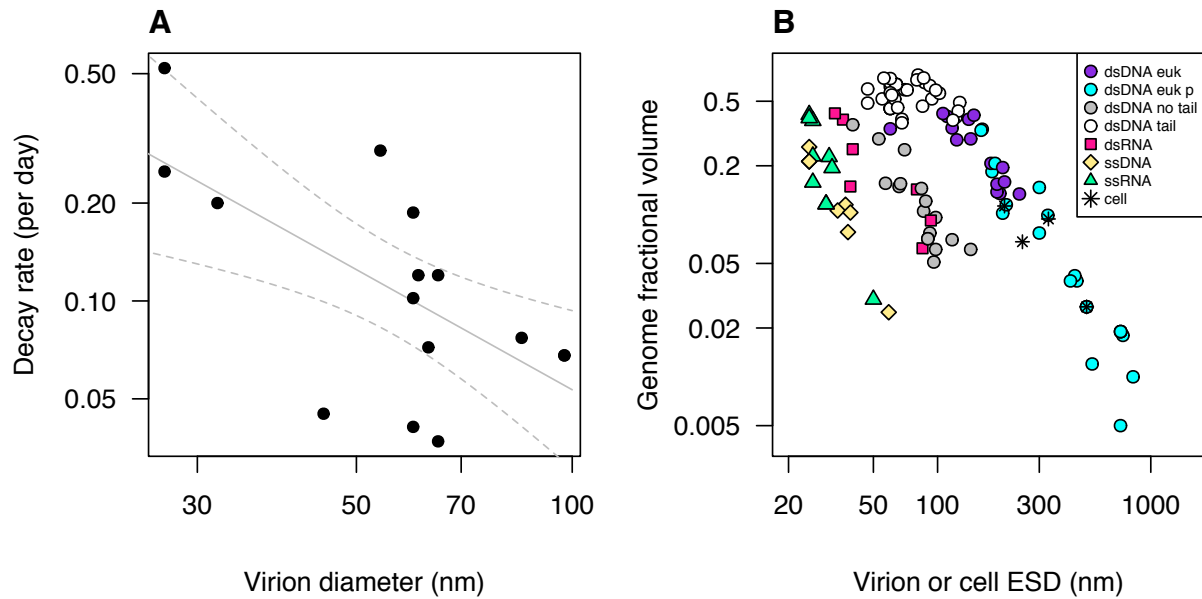 A
Decay rate (per day)
0.50
0.20
0.10
0.05
30 50 70 100
Virion diameter (nm)
B
Genome fractional volume
0.5
0.2
0.05
0.02
0.005
20 50 100 300 1000
Virion or cell ESD (nm)
dsDNA euk
dsDNA euk p
dsDNA no tail
dsDNA tail
dsRNA
ssDNA
ssRNA
cell